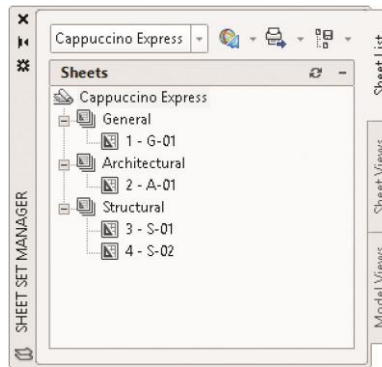 Cappuccino Express
Sheets
Cappuccino Express
General
1 - G-01
Architectural
2 - A-01
Structural
3 - S-01
4 - S-02
SHEET SET MANAGER
Sheet List
Sheet Views
Model Views